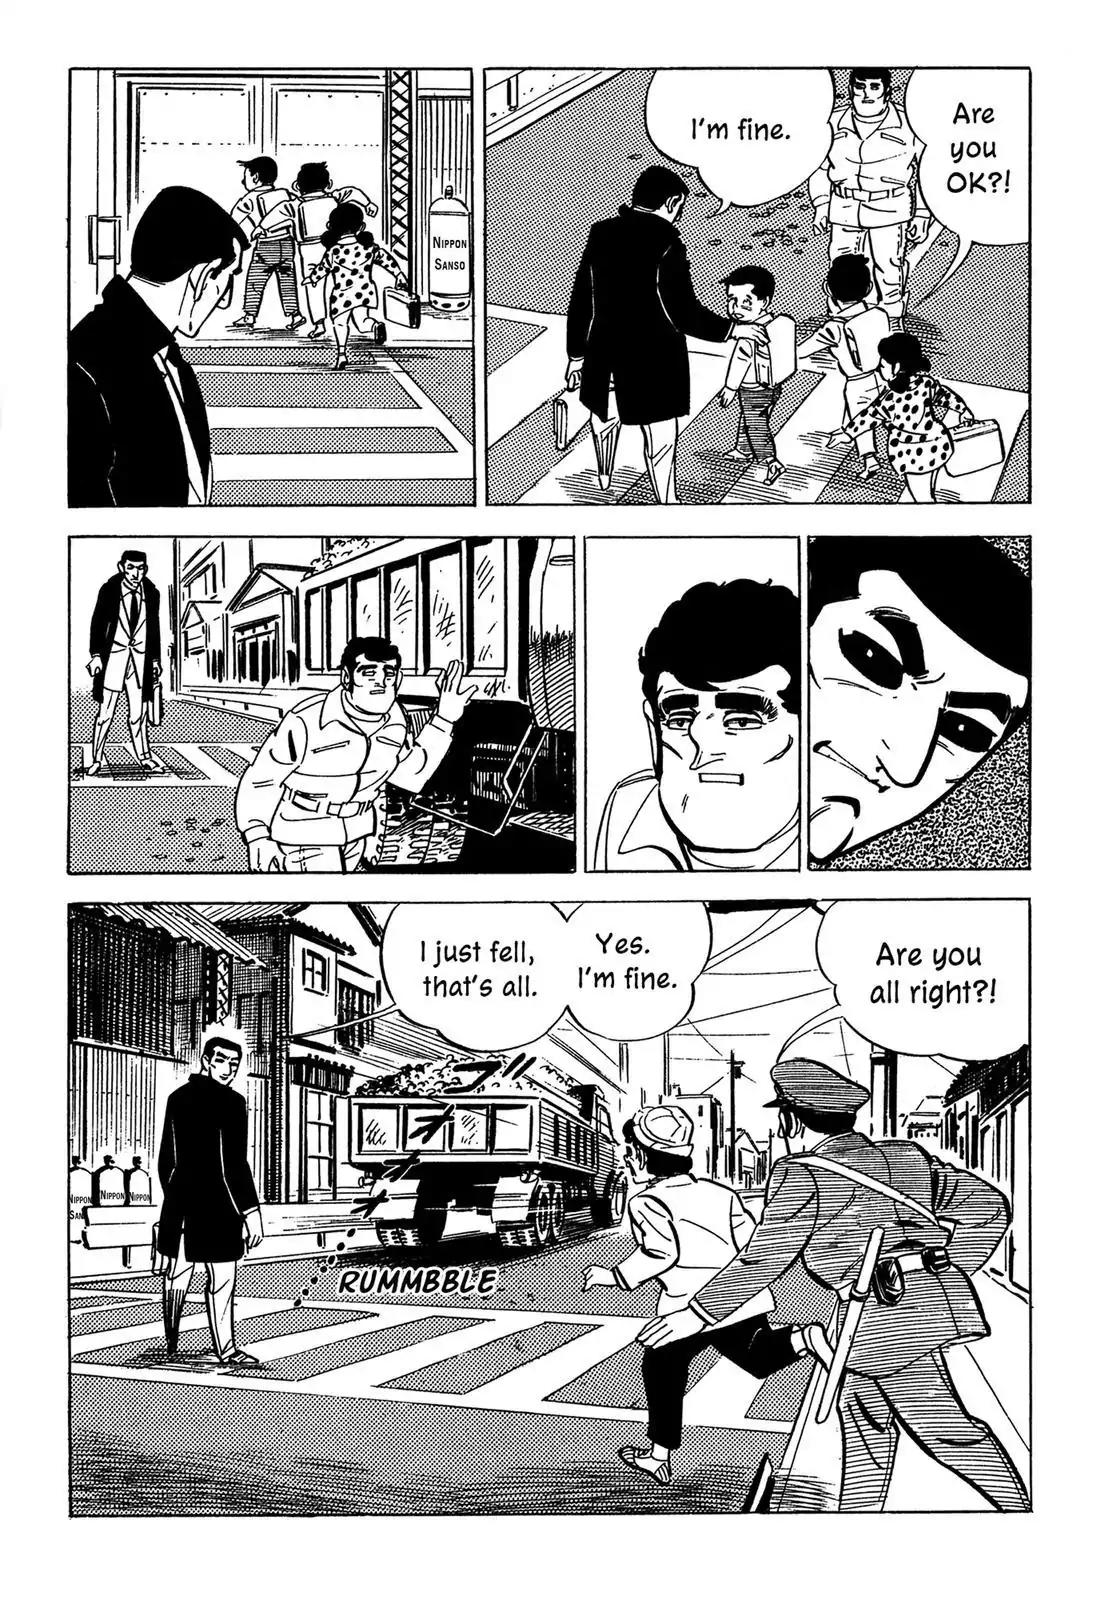 Are
you
OK?!
I'm fine.
NIPPON
SANSO
Are you
all right?!
Yes.
I'm fine.
I just fell,
that's all.
RUMMBBLE
NIPPON
SAN
NIPPON
NIPPON